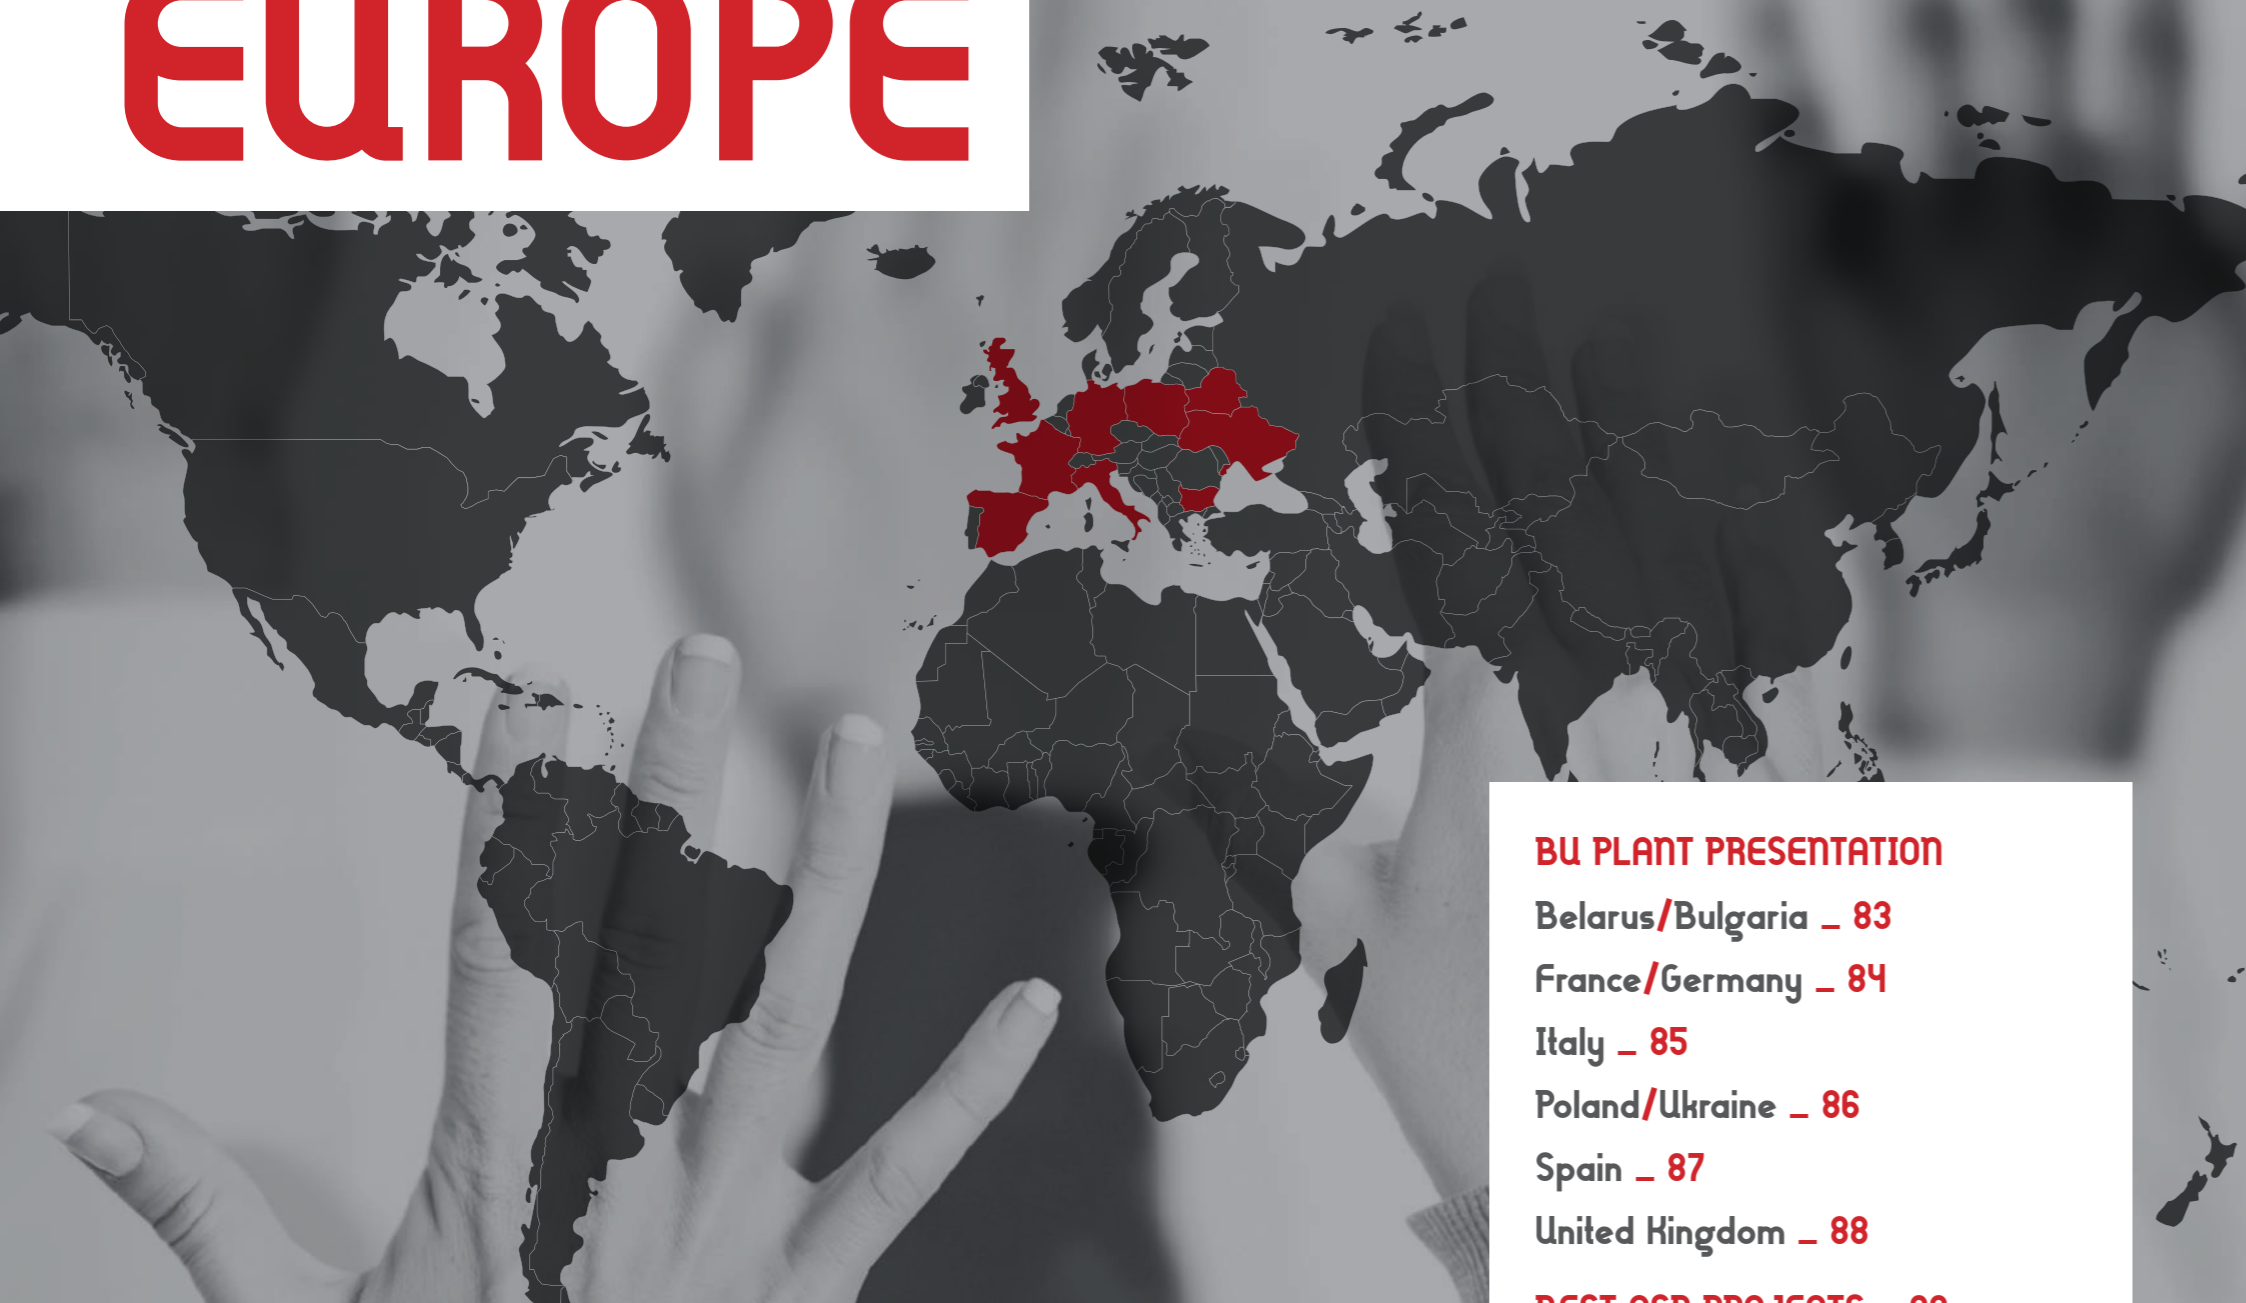 EUROPE
BU PLANT PRESENTATION
Belarus/Bulgaria _ 83
France/Germany _ 84
Italy _ 85
Poland/Ukraine _ 86
Spain _ 87
United Kingdom _ 88